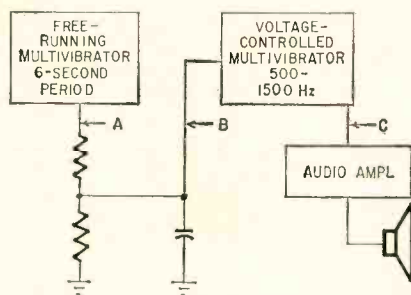 FREE-
RUNNING
MULTIVIBRATOR
6-SECOND
PERIOD
VOLTAGE-
CONTROLLED
MULTIVIBRATOR
500-
1500 Hz
A
B
C
AUDIO AMPL